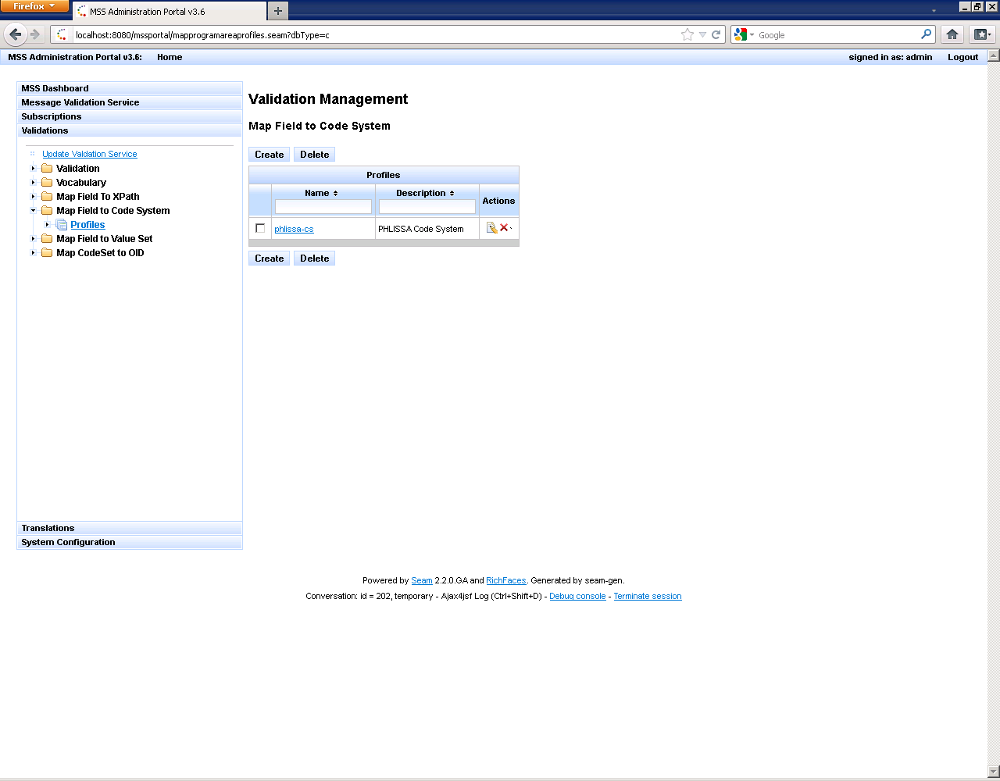 Firefox
MSS Administration Portal v3.6
localhost:8080/mssportal/mapprogramareaprofiles.seam?dbType=c
Google
MSS Administration Portal v3.6: Home signed in as: admin Logout
MSS Dashboard
Message Validation Service
Subscriptions
Validations
Update Valdation Service
Validation
Vocabulary
Map Field To XPath
Map Field to Code System
Profiles
Map Field to Value Set
Map CodeSet to OID
Translations
System Configuration
Validation Management
Map Field to Code System
Create Delete
Profiles
Name Description Actions
phlissa-cs PHLISSA Code System
Create Delete
Powered by Seam 2.2.0.GA and RichFaces. Generated by seam-gen.
Conversation: id = 202, temporary - Ajax4jsf Log (Ctrl+Shift+D) - Debug console - Terminate session